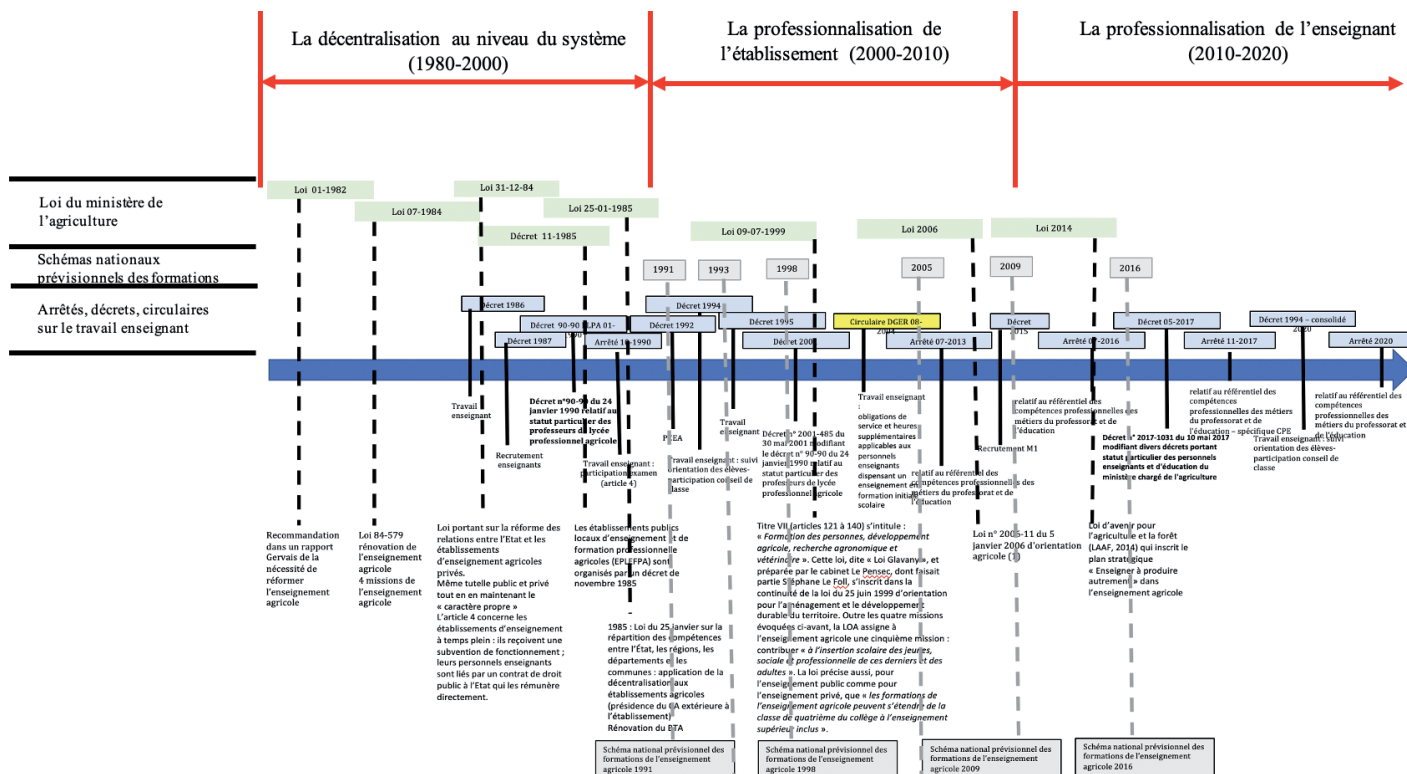 La décentralisation au niveau du système
(1980-2000)
La professionnalisation de
l’établissement (2000-2010)
La professionnalisation de l’enseignant
(2010-2020)
Loi du ministère de
l’agriculture
Loi 01-1982
Loi 07-1984
Loi 31-12-84
Décret 11-1985
Loi 25-01-1985
Loi 09-07-1999
Loi 2006
Loi 2014
Schémas nationaux
prévisionnels des formations
1991
1993
1998
2005
2009
2016
Arrêtés, décrets, circulaires
sur le travail enseignant
Décret 1986
Décret 1987
Décret 90-90 PLPA 01-
1990
Arrêté 10-1990
Décret 1992
Décret 1994
Décret 1995
Décret 2001
Circulaire DGER 08-
2004
Arrêté 07-2013
Décret
2015
Arrêté 07-2016
Décret 05-2017
Arrêté 11-2017
Décret 1994 – consolidé
2020
Arrêté 2020
Travail
enseignant
Recrutement
enseignants
Décret n°90-90 du 24
janvier 1990 relatif au
statut particulier des
professeurs de lycée
professionnel agricole
Travail enseignant :
participation examen
(article 4)
PCEA
Travail enseignant : suivi
orientation des élèves-
participation conseil de
classe
Travail
enseignant
Décret n° 2001-485 du
30 mai 2001 modifiant
le décret n° 90-90 du 24
janvier 1990 relatif au
statut particulier des
professeurs de lycée
professionnel agricole
Travail enseignant
:
obligations de
service et heures
supplémentaires
applicables aux
personnels
enseignants
dispensant un
enseignement en
formation initiale
scolaire
relatif au référentiel des
compétences professionnelles des
métiers du professorat et de
l’éducation
Recrutement M1
relatif au référentiel des
compétences professionnelles des
métiers du professorat et de
l’éducation
Décret n° 2017-1031 du 10 mai 2017
modifiant divers décrets portant
statut particulier des personnels
enseignants et d’éducation du
ministère chargé de l’agriculture
relatif au référentiel des
compétences
professionnelles des métiers
du professorat et de
l’éducation – spécifique CPE
Travail enseignant : suivi
orientation des élèves-
participation conseil de
classe
relatif au référentiel des
compétences
professionnelles des
métiers du professorat et
de l’éducation
Recommandation
dans un rapport
Gervais de la
nécessité de
réformer
l’enseignement
agricole
Loi 84-579
rénovation de
l’enseignement
agricole
4 missions de
l’enseignement
agricole
Loi portant sur la réforme des
relations entre l’Etat et les
établissements
d’enseignement agricoles
privés.
Même tutelle public et privé
tout en en maintenant le
« caractère propre »
L’article 4 concerne les
établissements d’enseignement
à temps plein : ils reçoivent une
subvention de fonctionnement ;
leurs personnels enseignants
sont liés par un contrat de droit
public à l’Etat qui les rémunère
directement.
Les établissements publics
locaux d’enseignement et de
formation professionnelle
agricoles (EPLEFPA) sont
organisés par un décret de
novembre 1985
1985 : Loi du 25 janvier sur la
répartition des compétences
entre l’État, les régions, les
départements et les
communes : application de la
décentralisation aux
établissements agricoles
(présidence du CA extérieure à
l’établissement)
Rénovation du BTA
Titre VII (articles 121 à 140) s’intitule :
« Formation des personnes, développement
agricole, recherche agronomique et
vétérinaire ». Cette loi, dite « Loi Glavany », et
préparée par le cabinet Le Pensec, dont faisait
partie Stéphane Le Foll, s’inscrit dans la
continuité de la loi du 25 juin 1999 d’orientation
pour l’aménagement et le développement
durable du territoire. Outre les quatre missions
évoquées ci-avant, la LOA assigne à
l’enseignement agricole une cinquième mission :
contribuer « à l’insertion scolaire des jeunes,
sociale et professionnelle de ces derniers et des
adultes ». La loi précise aussi, pour
l’enseignement public comme pour
l’enseignement privé, que « les formations de
l’enseignement agricole peuvent s’étendre de la
classe de quatrième du collège à l’enseignement
supérieur inclus ».
Loi n° 2006-11 du 5
janvier 2006 d’orientation
agricole (1)
Loi d’avenir pour
l’agriculture et la forêt
(LAAF, 2014) qui inscrit le
plan stratégique
« Enseigner à produire
autrement » dans
l’enseignement agricole
Schéma national prévisionnel des
formations de l’enseignement
agricole 1991
Schéma national prévisionnel des
formations de l’enseignement
agricole 1998
Schéma national prévisionnel des
formations de l’enseignement
agricole 2009
Schéma national prévisionnel des
formations de l’enseignement
agricole 2016